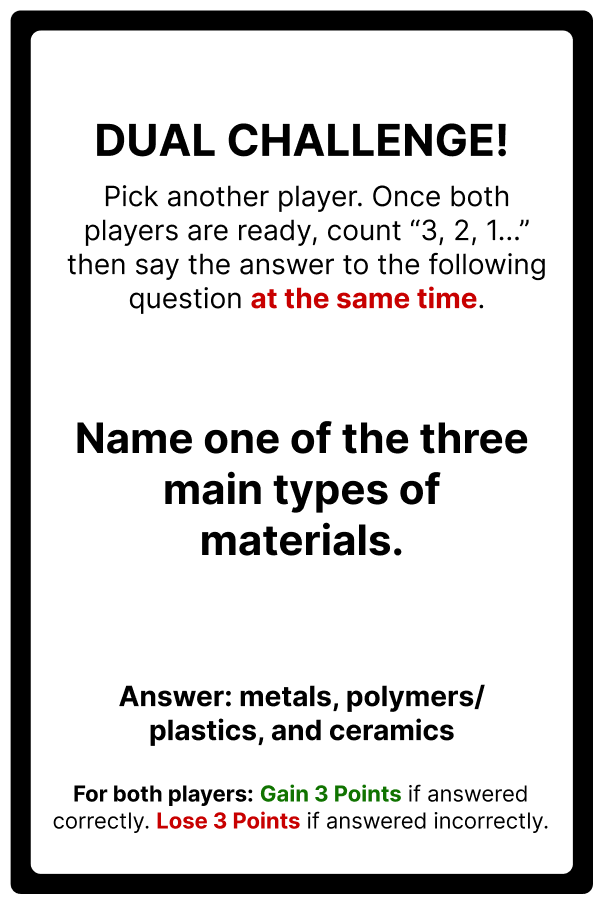 DUAL CHALLENGE!
Pick another player. Once both
players are ready, count “3, 2, 1...”
then say the answer to the following
question at the same time.
Name one of the three
main types of
materials.
Answer: metals, polymers/
plastics, and ceramics
For both players: Gain 3 Points if answered
correctly. Lose 3 Points if answered incorrectly.